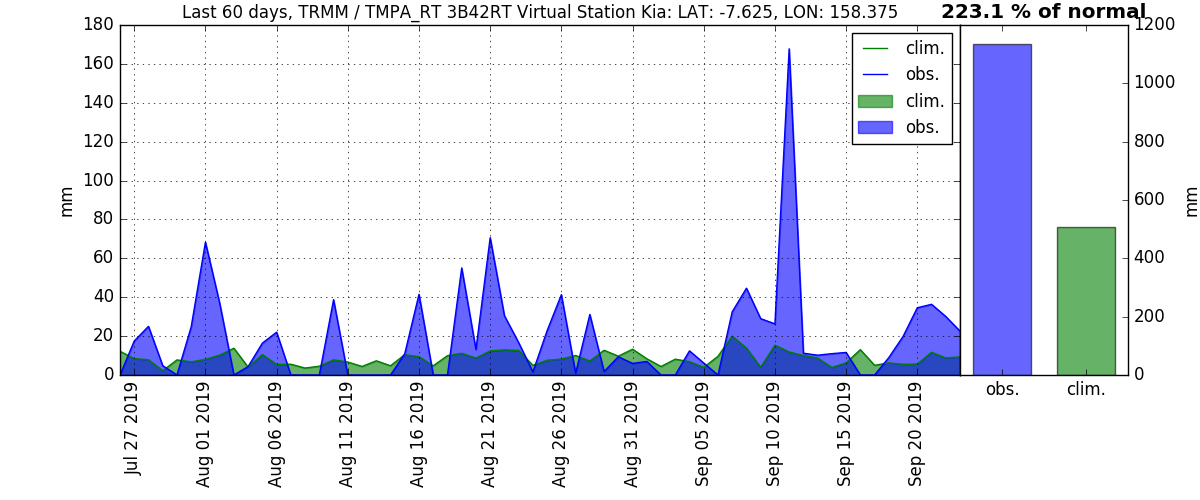 Last 60 days, TRMM / TMPA_RT 3B42RT Virtual Station Kia: LAT: -7.625, LON: 158.375
223.1 % of normal
180
160
140
120
100
80
60
40
20
0
mm
clim.
obs.
clim.
obs.
1200
1000
800
600
400
200
0
mm
Jul 27 2019
Aug 01 2019
Aug 06 2019
Aug 11 2019
Aug 16 2019
Aug 21 2019
Aug 26 2019
Aug 31 2019
Sep 05 2019
Sep 10 2019
Sep 15 2019
Sep 20 2019
obs.
clim.